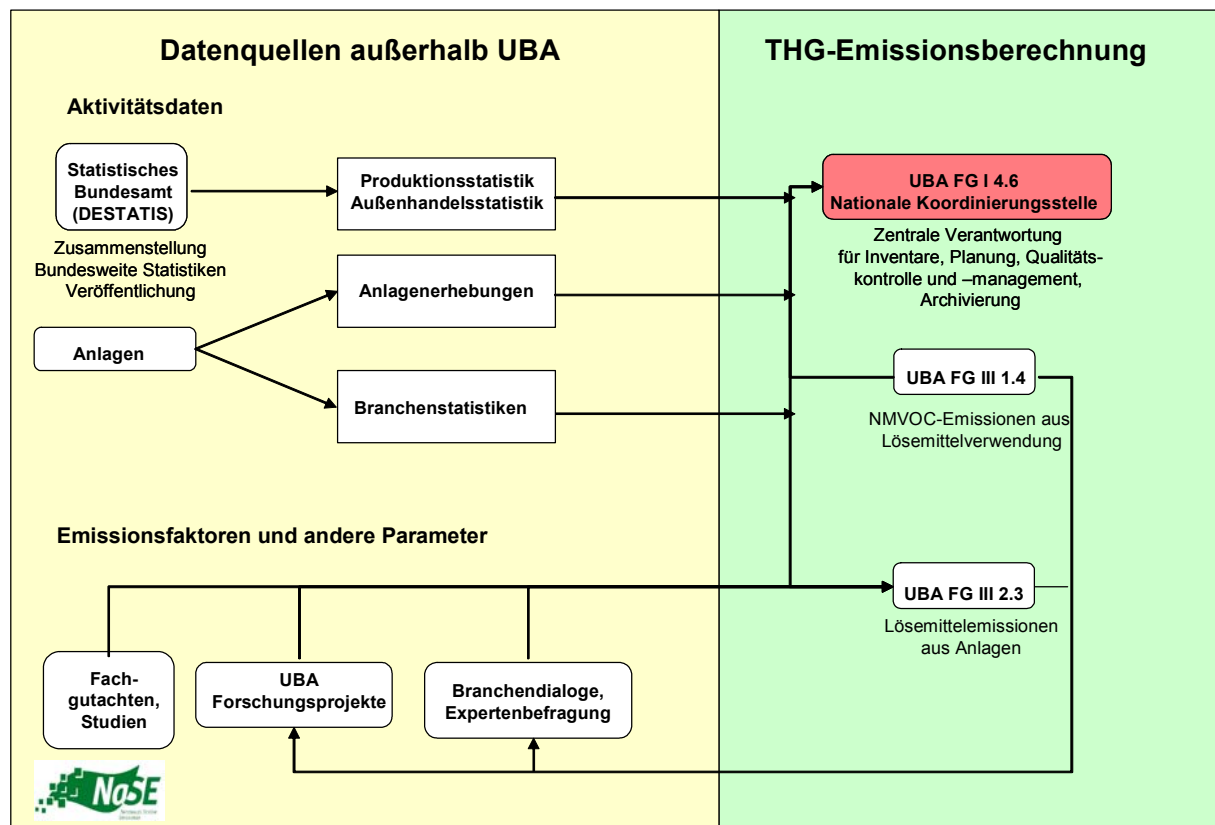 Datenquellen außerhalb UBA
THG-Emissionsberechnung
Aktivitätsdaten
Statistisches
Bundesamt
(DESTATIS)
Zusammenstellung
Bundesweite Statistiken
Veröffentlichung
Anlagen
Produktionsstatistik
Außenhandelsstatistik
Anlagenerhebungen
Branchenstatistiken
UBA FG I 4.6
Nationale Koordinierungsstelle
Zentrale Verantwortung
für Inventare, Planung, Qualitäts-
kontrolle und –management,
Archivierung
UBA FG III 1.4
NMVOC-Emissionen aus
Lösemittelverwendung
Emissionsfaktoren und andere Parameter
UBA FG III 2.3
Lösemittelemissionen
aus Anlagen
Fach-
gutachten,
Studien
UBA
Forschungsprojekte
Branchendialoge,
Expertenbefragung
NaSE